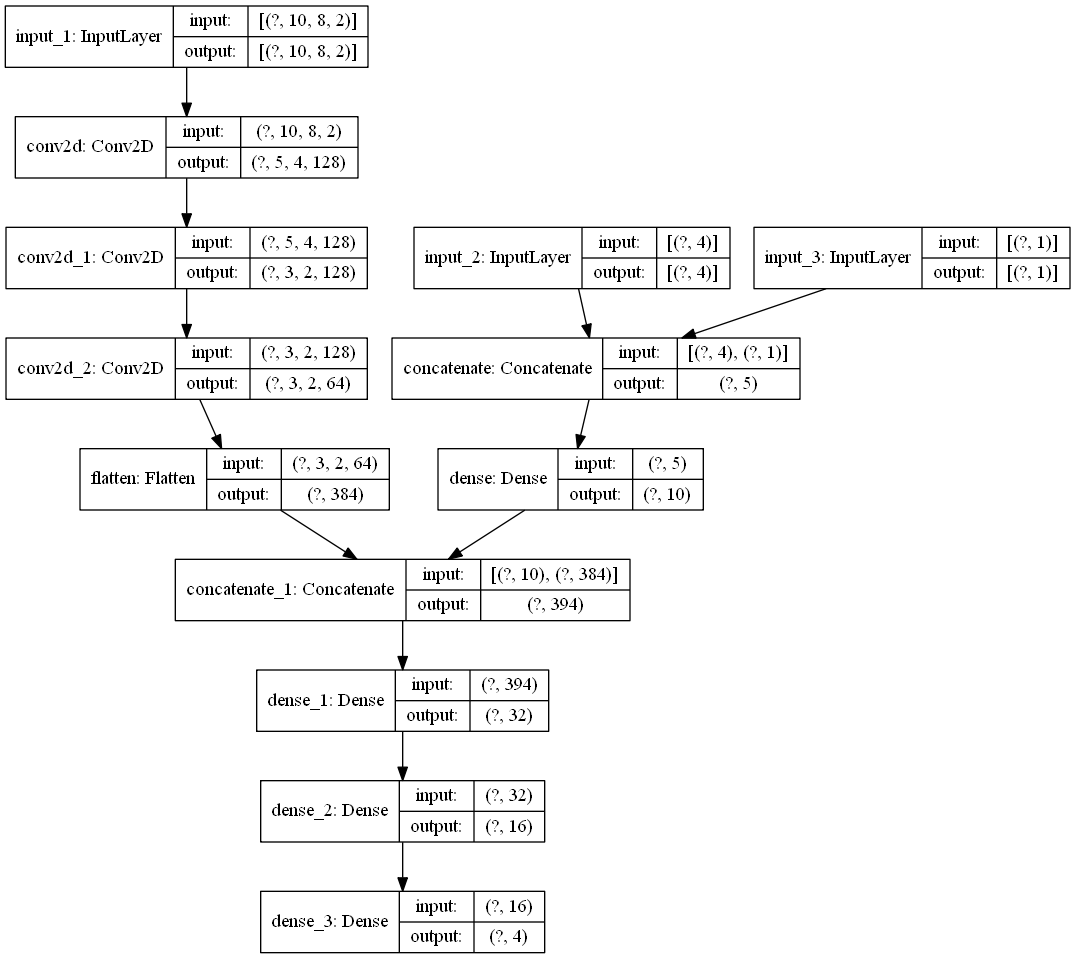 input_1: InputLayer
input:
[(?, 10, 8, 2)]
output:
[(?, 10, 8, 2)]
conv2d: Conv2D
input:
(?, 10, 8, 2)
output:
(?, 5, 4, 128)
conv2d_1: Conv2D
input:
(?, 5, 4, 128)
output:
(?, 3, 2, 128)
input_2: InputLayer
input:
[(?, 4)]
output:
[(?, 4)]
input_3: InputLayer
input:
[(?, 1)]
output:
[(?, 1)]
conv2d_2: Conv2D
input:
(?, 3, 2, 128)
output:
(?, 3, 2, 64)
concatenate: Concatenate
input:
[(?, 4), (?, 1)]
output:
(?, 5)
flatten: Flatten
input:
(?, 3, 2, 64)
output:
(?, 384)
dense: Dense
input:
(?, 5)
output:
(?, 10)
concatenate_1: Concatenate
input:
[(?, 10), (?, 384)]
output:
(?, 394)
dense_1: Dense
input:
(?, 394)
output:
(?, 32)
dense_2: Dense
input:
(?, 32)
output:
(?, 16)
dense_3: Dense
input:
(?, 16)
output:
(?, 4)